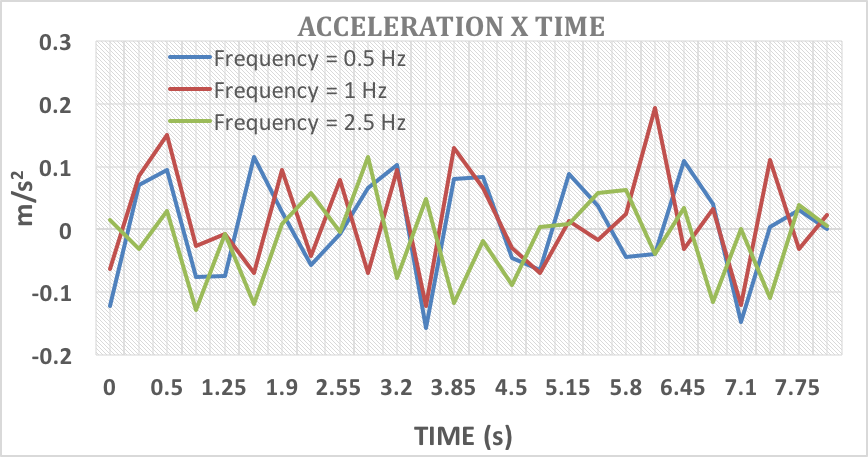 ACCELERATION X TIME
Frequency = 0.5 Hz
Frequency = 1 Hz
Frequency = 2.5 Hz
m/s²
0.3
0.2
0.1
0
-0.1
-0.2
0 0.5 1.25 1.9 2.55 3.2 3.85 4.5 5.15 5.8 6.45 7.1 7.75
TIME (s)